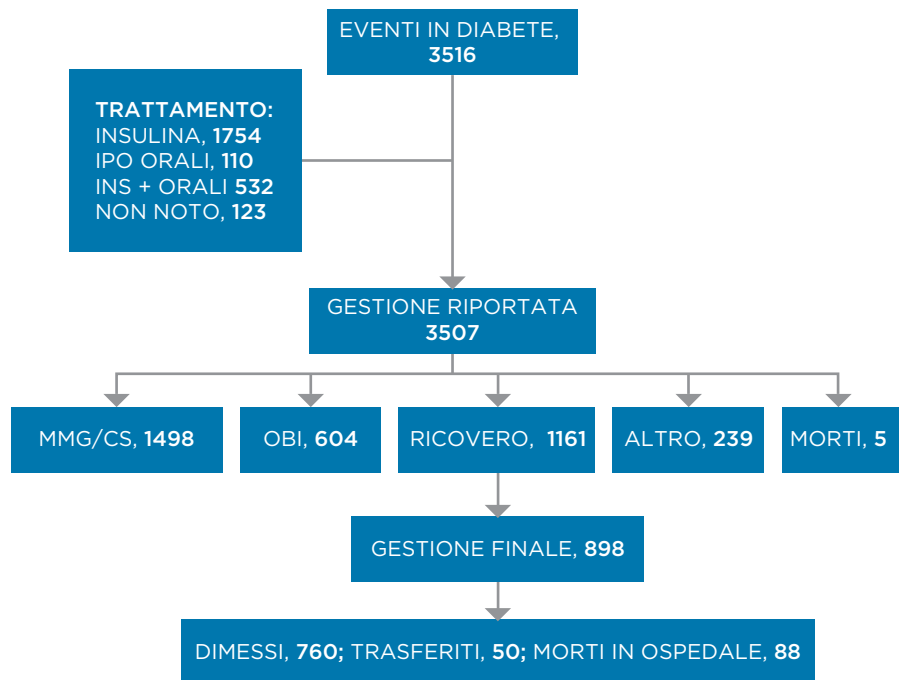 EVENTI IN DIABETE,
3516
TRATTAMENTO:
INSULINA, 1754
IPO ORALI, 110
INS + ORALI 532
NON NOTO, 123
GESTIONE RIPORTATA
3507
MMG/CS, 1498
OBI, 604
RICOVERO, 1161
ALTRO, 239
MORTI, 5
GESTIONE FINALE, 898
DIMESSI, 760; TRASFERITI, 50; MORTI IN OSPEDALE, 88